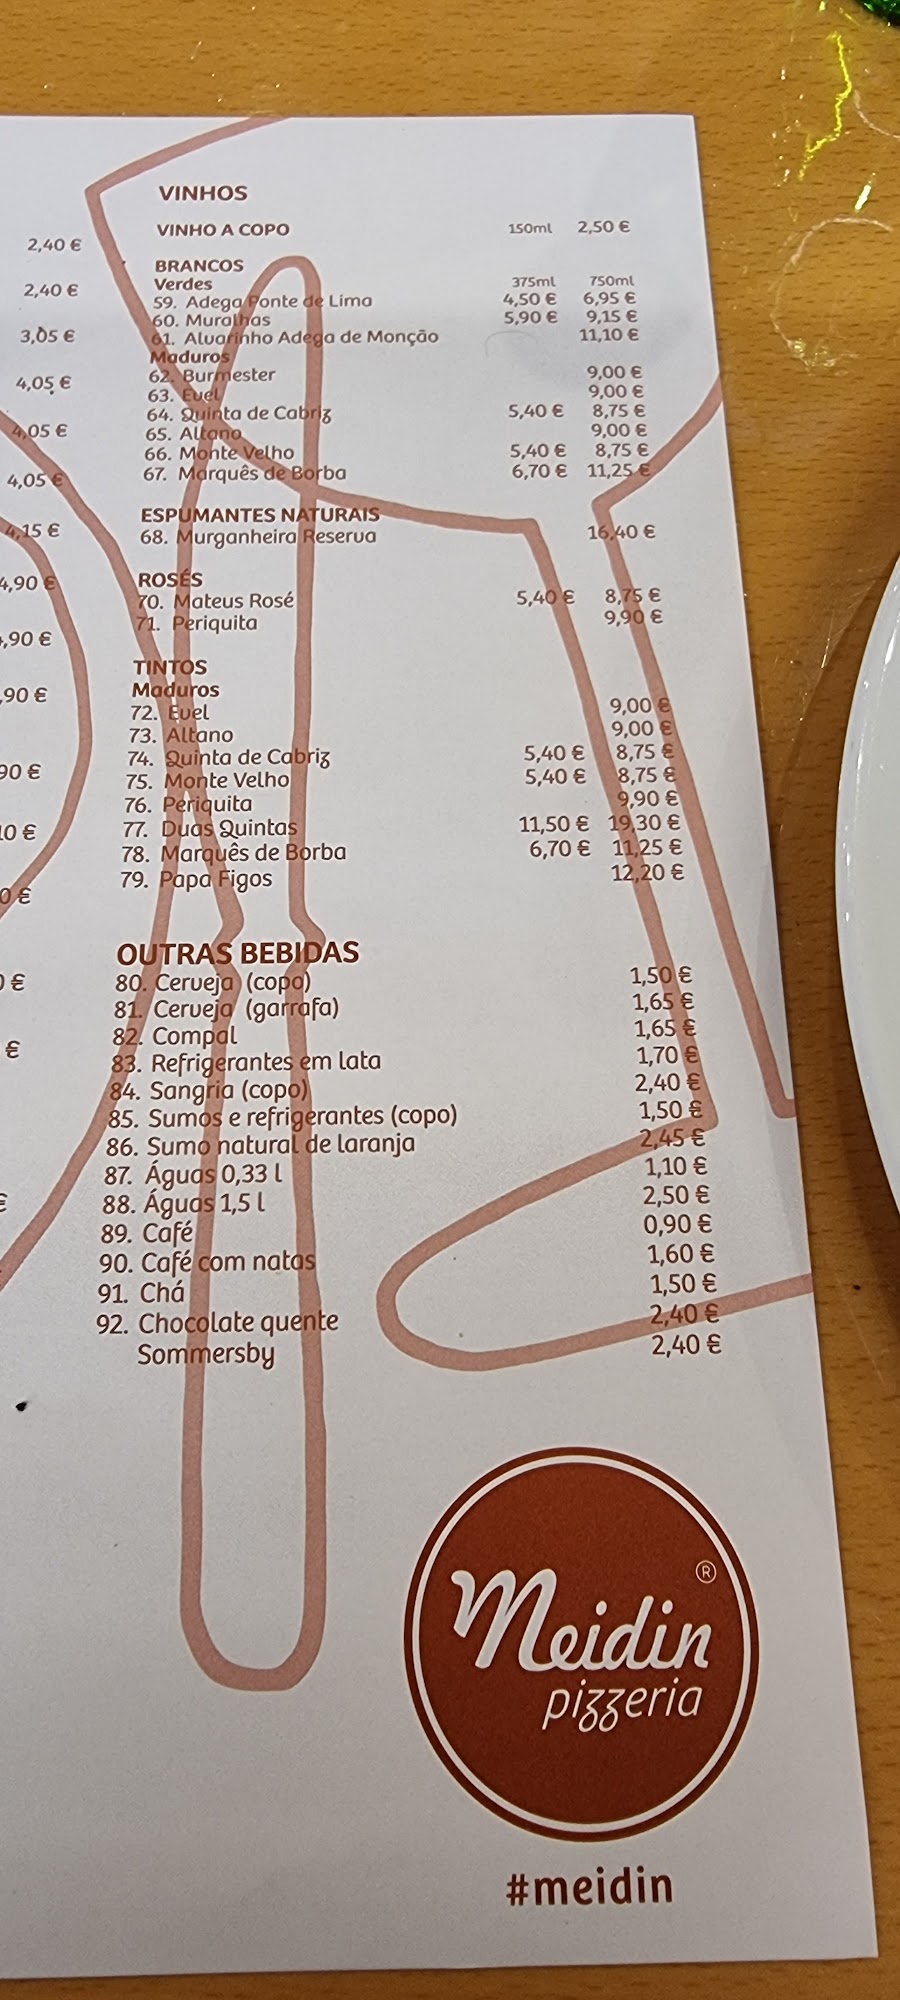 2,40 €
2,40 €
3,05 €
4,05 €
4,05 €
4,05 €
4,15 €
4,90 €
,90 €
,90 €
90 €
0 €
0 €
€
€
€
VINHOS
VINHO A COPO 150ml 2,50 €
BRANCOS
Verdes 375ml 750ml
59. Adega Ponte de Lima 4,50 € 6,95 €
60. Muralhas 5,90 € 9,15 €
61. Alvarinho Adega de Monção 11,10 €
Maduros
62. Burmester 9,00 €
63. Evel 9,00 €
64. Quinta de Cabriz 5,40 € 8,75 €
65. Altano 9,00 €
66. Monte Velho 5,40 € 8,75 €
67. Marquês de Borba 6,70 € 11,25 €
ESPUMANTES NATURAIS
68. Murganheira Reserva 16,40 €
ROSÉS
70. Mateus Rosé 5,40 € 8,75 €
71. Periquita 9,90 €
TINTOS
Maduros
72. Evel 9,00 €
73. Altano 9,00 €
74. Quinta de Cabriz 5,40 € 8,75 €
75. Monte Velho 5,40 € 8,75 €
76. Periquita 9,90 €
77. Duas Quintas 11,50 € 19,30 €
78. Marquês de Borba 6,70 € 11,25 €
79. Papa Figos 12,20 €
OUTRAS BEBIDAS
80. Cerveja (copo) 1,50 €
81. Cerveja (garrafa) 1,65 €
82. Compal 1,65 €
83. Refrigerantes em lata 1,70 €
84. Sangria (copo) 2,40 €
85. Sumos e refrigerantes (copo) 1,50 €
86. Sumo natural de laranja 2,45 €
87. Águas 0,33 l 1,10 €
88. Águas 1,5 l 2,50 €
89. Café 0,90 €
90. Café com natas 1,60 €
91. Chá 1,50 €
92. Chocolate quente 2,40 €
Sommersby 2,40 €
®
Meidin
pizzeria
#meidin